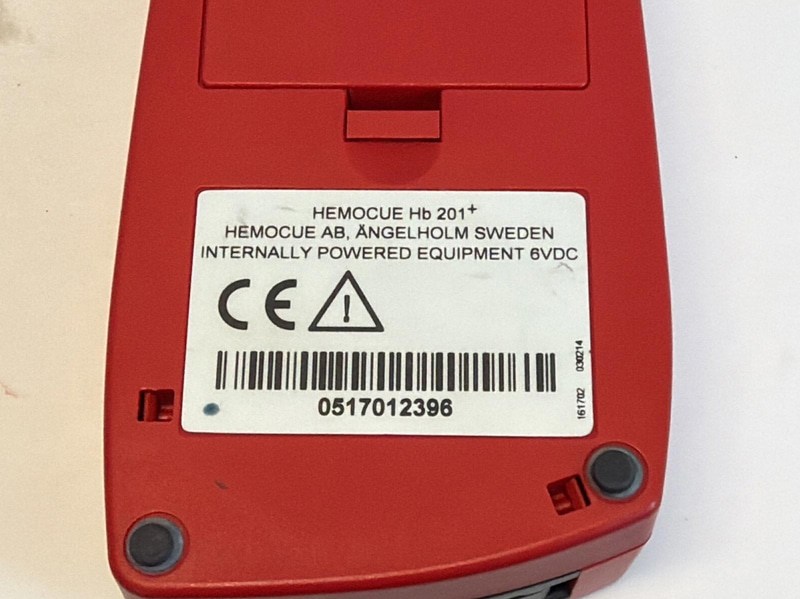 HEMOCUE Hb 201+
HEMOCUE AB, ÄNGELHOLM SWEDEN
INTERNALLY POWERED EQUIPMENT 6VDC
CE
0517012396
161702 030214